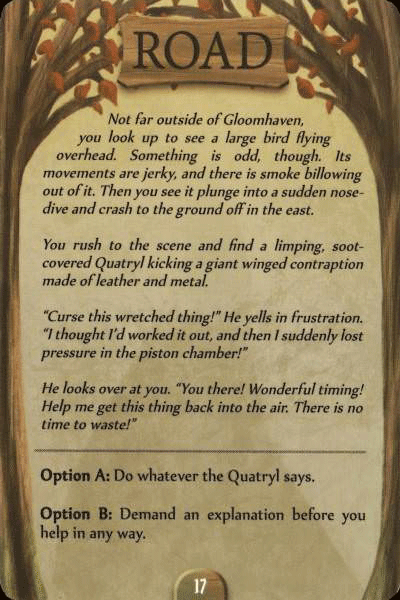 ROAD
Not far outside of Gloomhaven,
you look up to see a large bird flying
overhead. Something is odd, though. Its
movements are jerky, and there is smoke billowing
out of it. Then you see it plunge into a sudden nose-
dive and crash to the ground off in the east.
You rush to the scene and find a limping, soot-
covered Quatryl kicking a giant winged contraption
made of leather and metal.
“Curse this wretched thing!” He yells in frustration.
“I thought I’d worked it out, and then I suddenly lost
pressure in the piston chamber!”
He looks over at you. “You there! Wonderful timing!
Help me get this thing back into the air. There is no
time to waste!”
Option A: Do whatever the Quatryl says.
Option B: Demand an explanation before you
help in any way.
17